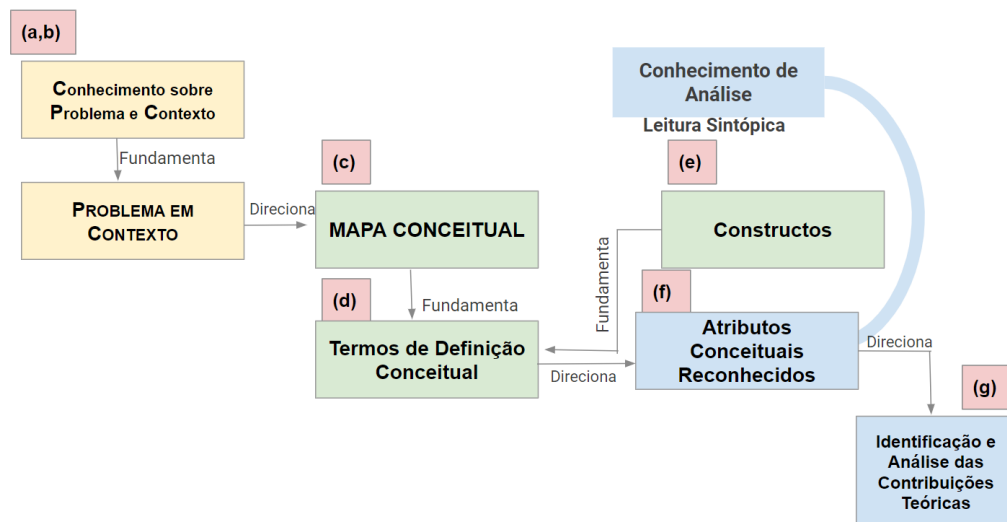 (a,b)
Conhecimento sobre
Problema e Contexto
Fundamenta
PROBLEMA EM
CONTEXTO
Direciona
(c)
MAPA CONCEITUAL
Fundamenta
(d)
Termos de Definição
Conceitual
Direciona
Conhecimento de
Análise
Leitura Sintópica
(e)
Constructos
Fundamenta
(f)
Atributos
Conceituais
Reconhecidos
Direciona
(g)
Identificação e
Análise das
Contribuições
Teóricas